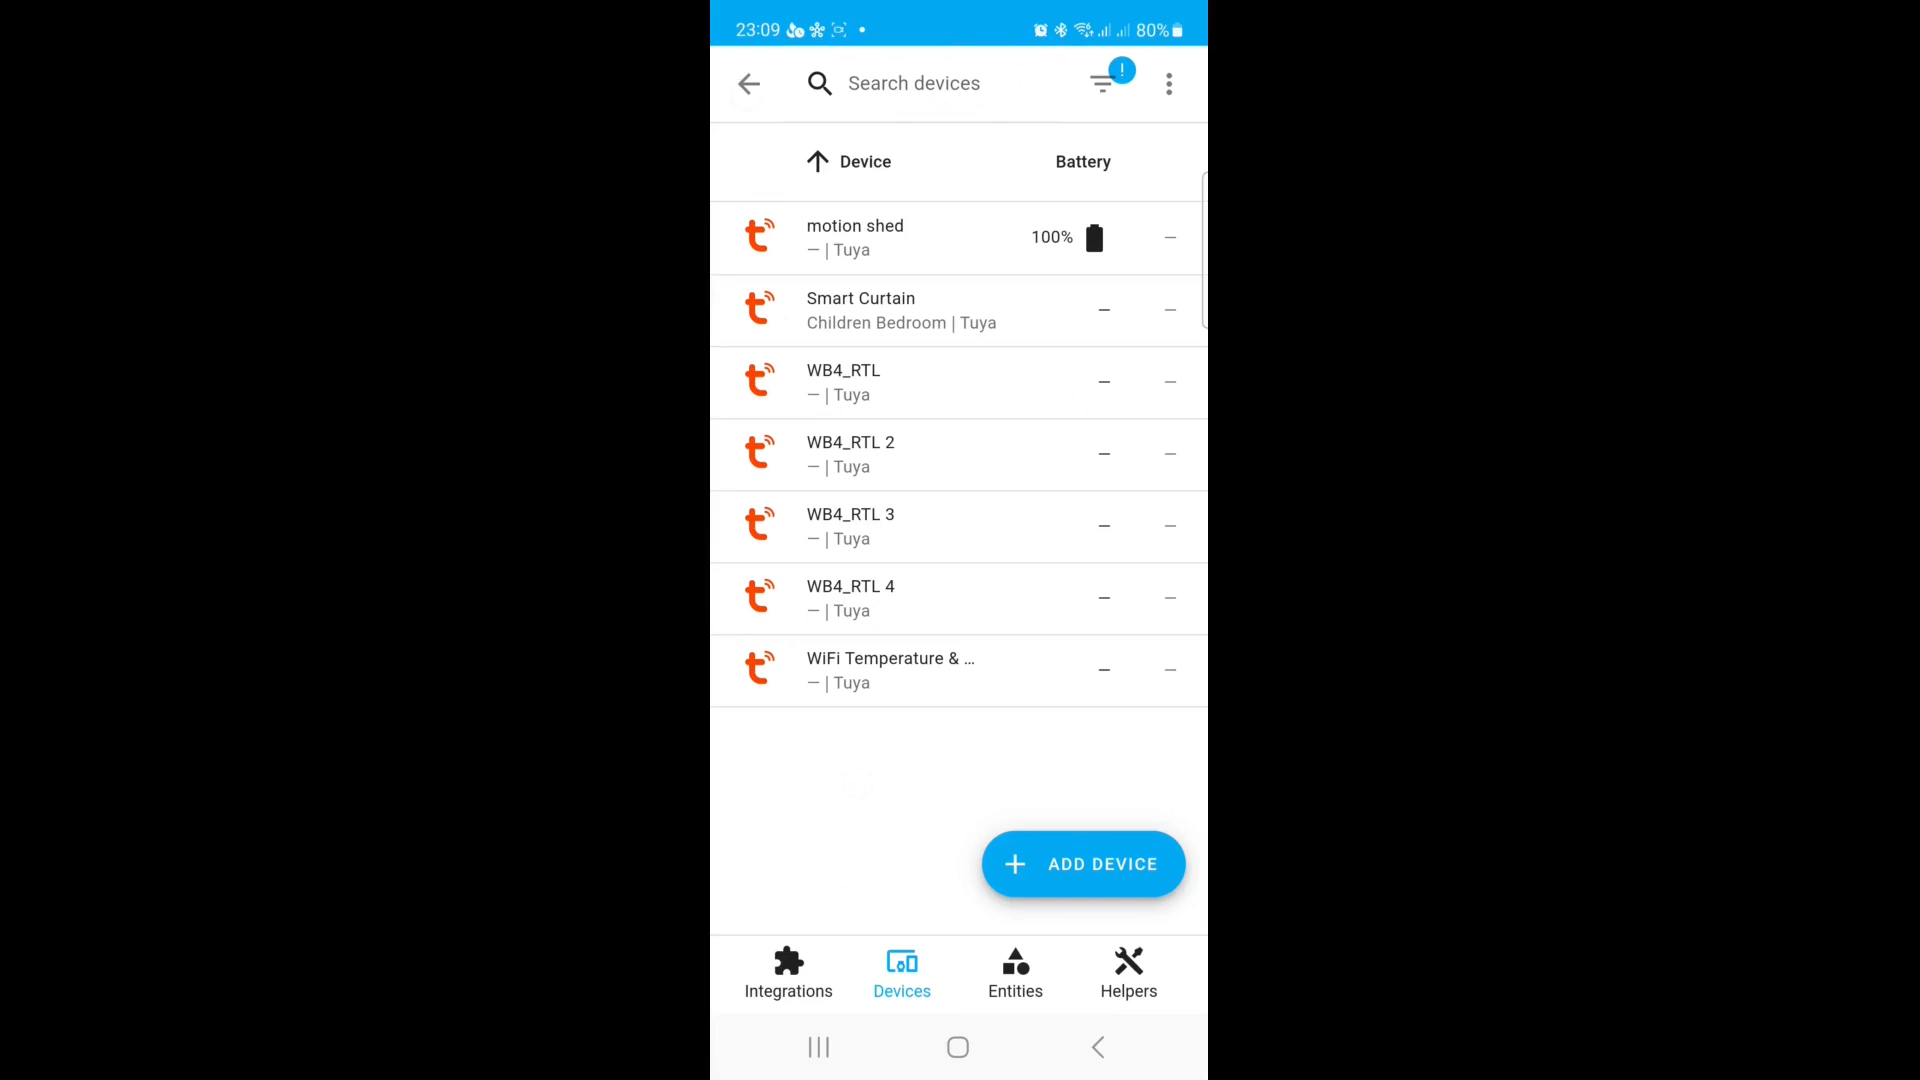 23:09 80%
Search devices !
Device Battery
motion shed
— | Tuya
100% —
Smart Curtain
Children Bedroom | Tuya
— —
WB4_RTL
— | Tuya
— —
WB4_RTL 2
— | Tuya
— —
WB4_RTL 3
— | Tuya
— —
WB4_RTL 4
— | Tuya
— —
WiFi Temperature & ...
— | Tuya
— —
+ ADD DEVICE
Integrations Devices Entities Helpers